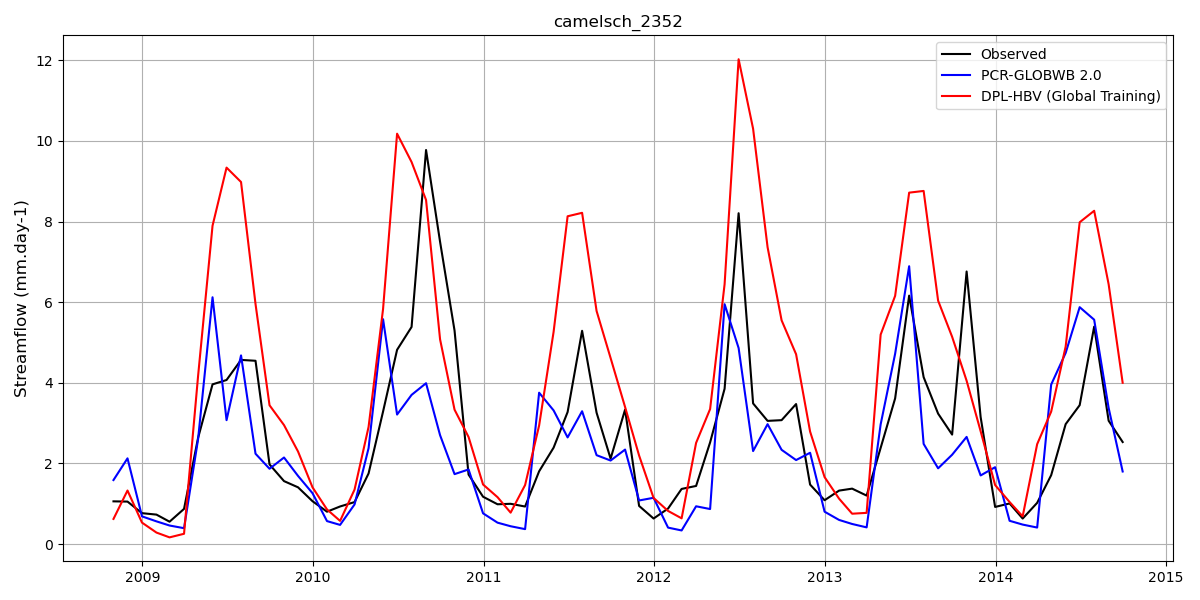 camelsch_2352
Streamflow (mm.day-1)
12
10
8
6
4
2
0
2009
2010
2011
2012
2013
2014
2015
Observed
PCR-GLOBWB 2.0
DPL-HBV (Global Training)